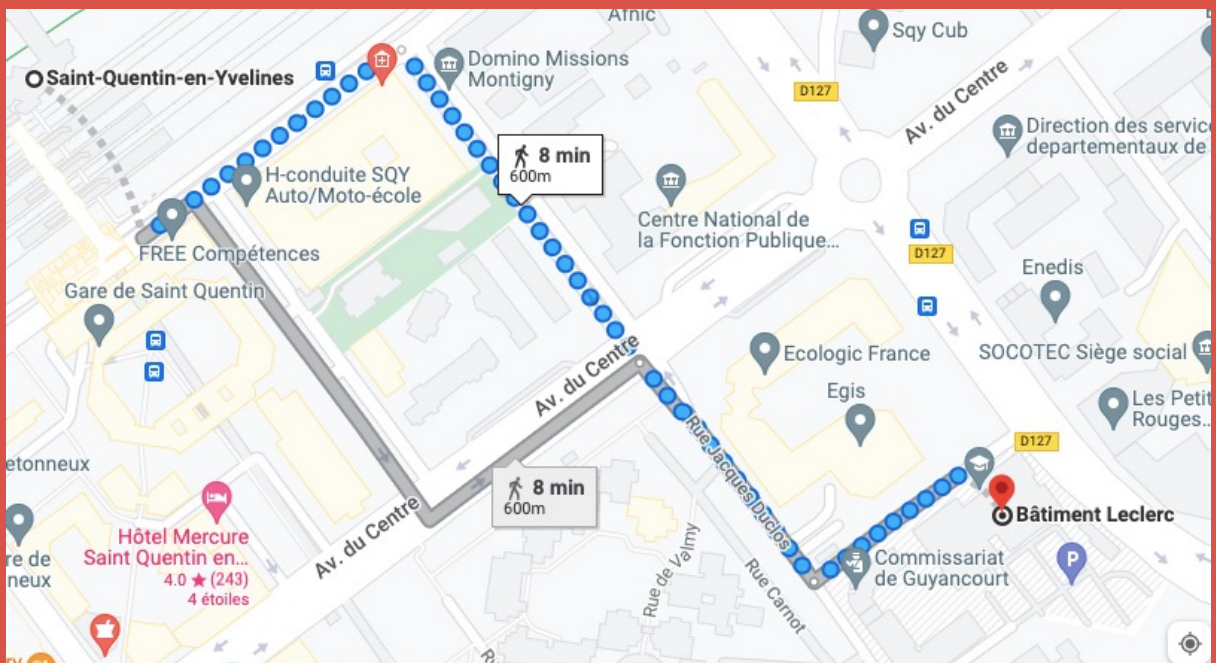 Afnic
Sqy Cub
Saint-Quentin-en-Yvelines
Domino Missions
Montigny
D127
Av. du Centre
Direction des servic
departementaux de
8 min
600m
H-conduite SQY
Auto/Moto-école
Centre National de
la Fonction Publique...
FREE Compétences
D127
Gare de Saint Quentin
Enedis
Ecologic France
SOCOTEC Siège social
Av. du Centre
Egis
Les Petit
Rouges...
Rue Jacques Duclos
D127
etonneux
8 min
600m
Bâtiment Leclerc
Av. du Centre
Hôtel Mercure
Saint Quentin en...
4.0 ★ (243)
4 étoiles
re de
neux
Rue de Valmy
Rue Carnot
Commissariat
de Guyancourt
P